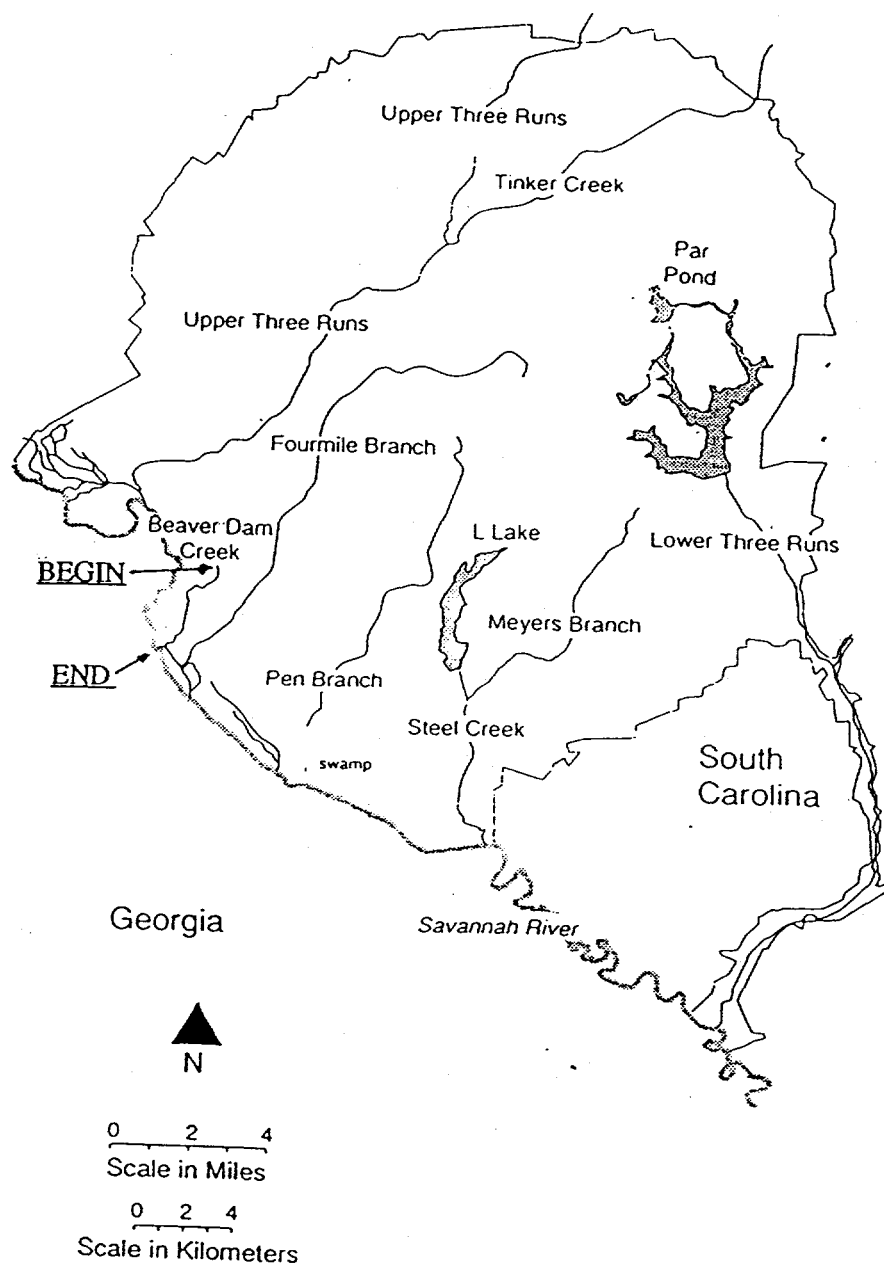 Upper Three Runs
Tinker Creek
Par
Pond
Upper Three Runs
Fourmile Branch
Beaver Dam
Creek
L Lake
Lower Three Runs
BEGIN
Meyers Branch
END
Pen Branch
Steel Creek
swamp
South
Carolina
Georgia
Savannah River
N
0 2 4
Scale in Miles
0 2 4
Scale in Kilometers